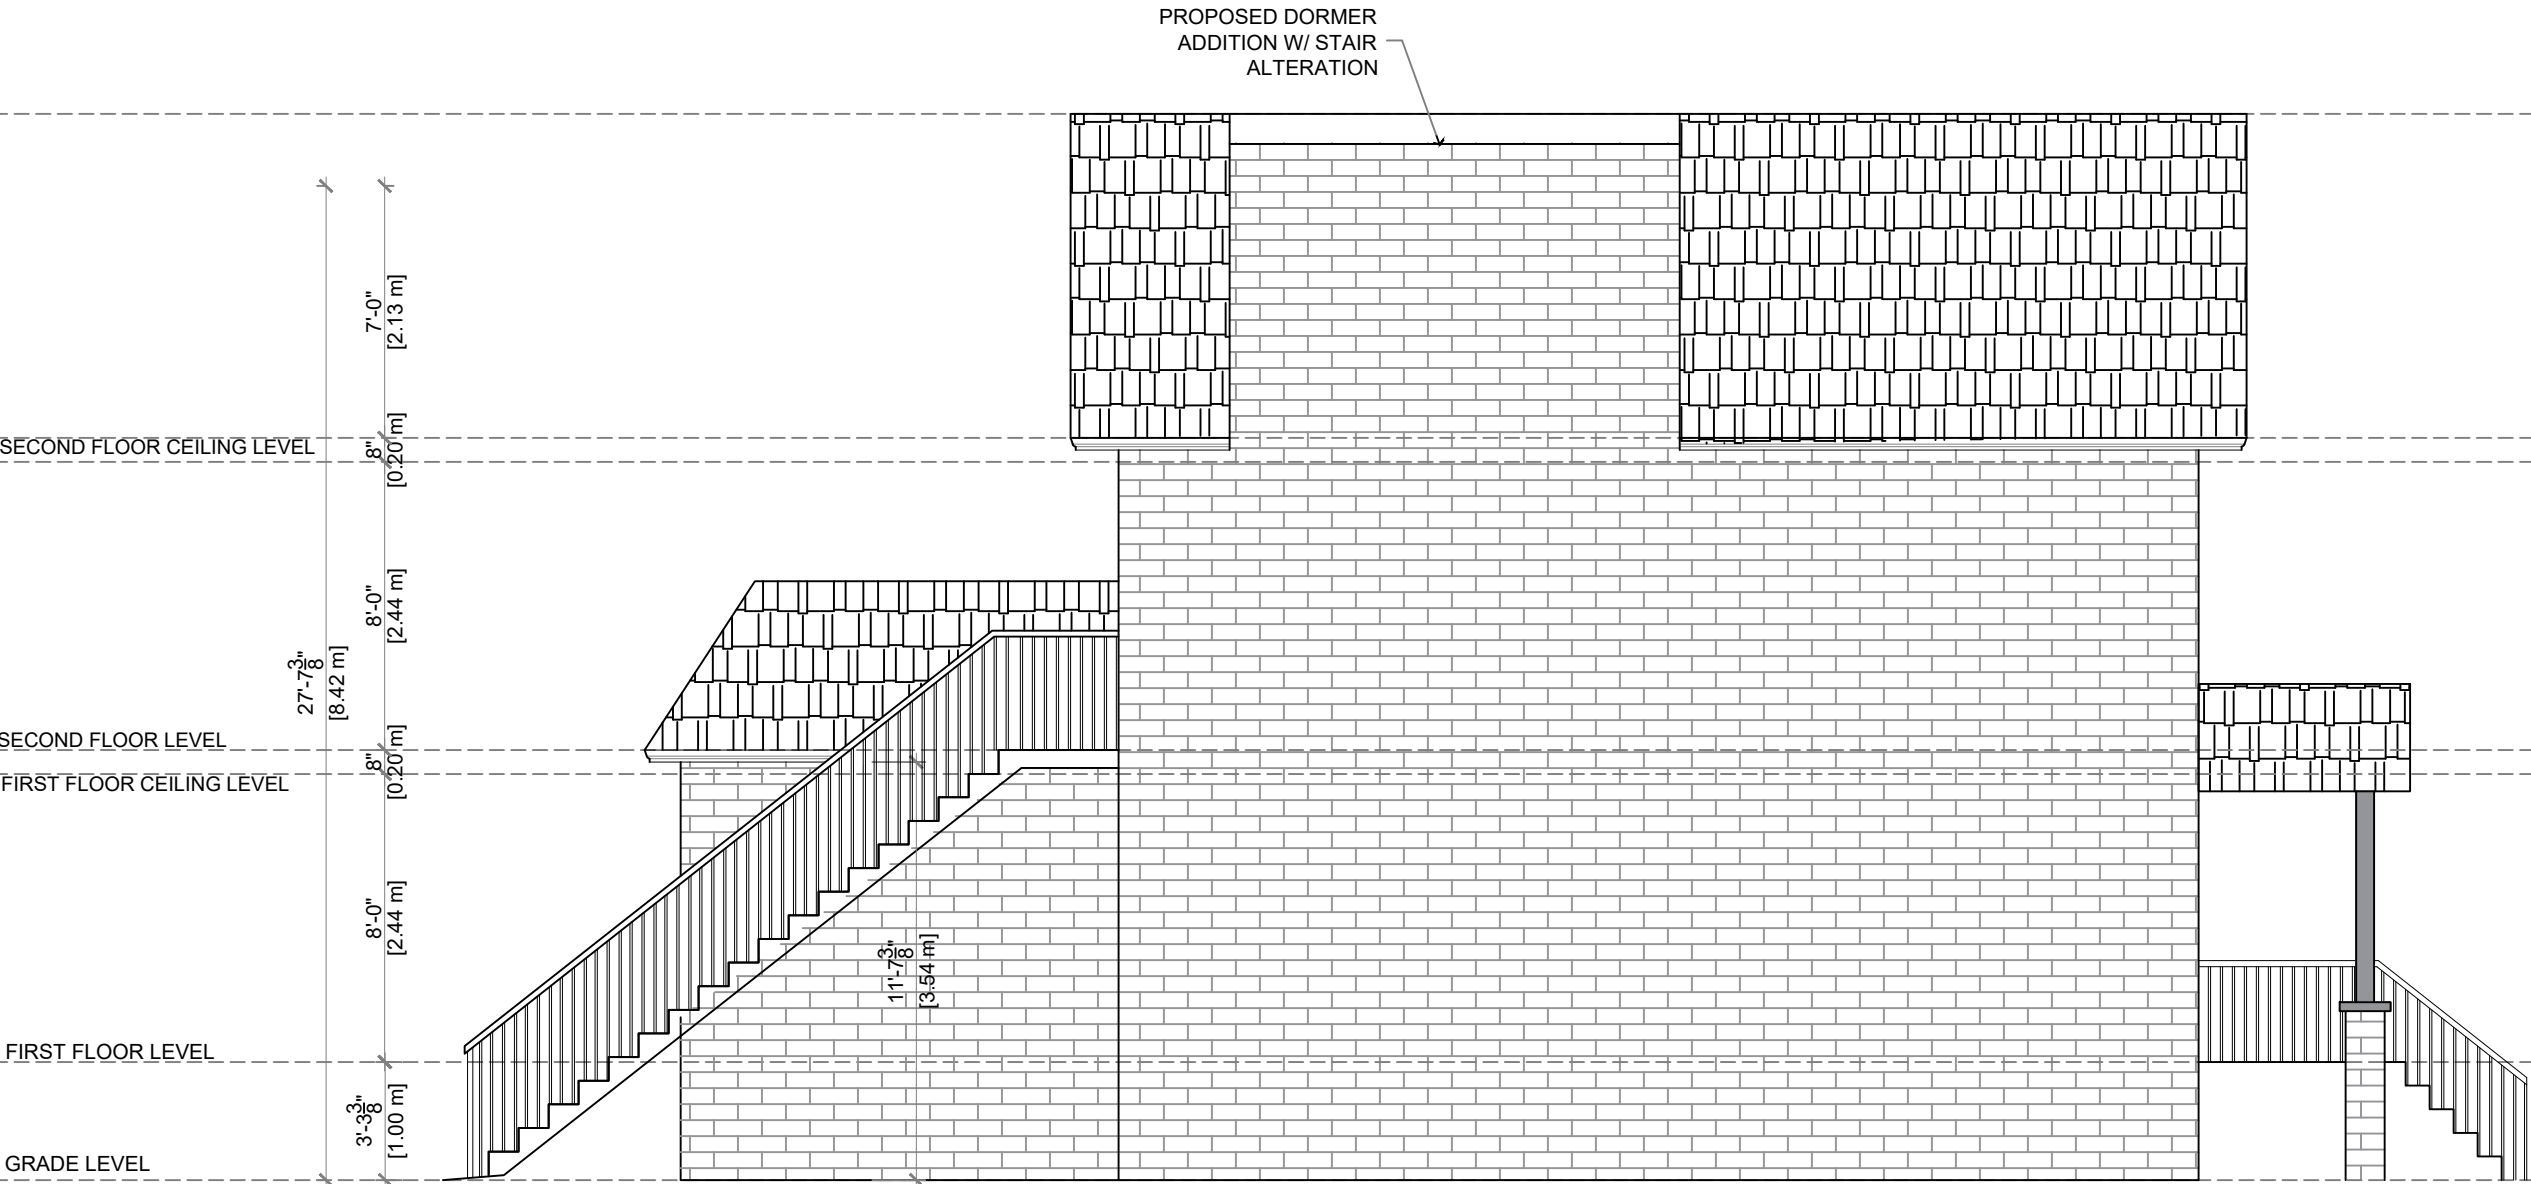 PROPOSED DORMER
ADDITION W/ STAIR
ALTERATION
7'-0"
[2.13 m]
SECOND FLOOR CEILING LEVEL
8"
[0.20 m]
8'-0"
[2.44 m]
27'-7 3/8"
[8.42 m]
SECOND FLOOR LEVEL
8"
[0.20 m]
FIRST FLOOR CEILING LEVEL
8'-0"
[2.44 m]
11'-7 3/8"
[3.54 m]
FIRST FLOOR LEVEL
3'-3 3/8"
[1.00 m]
GRADE LEVEL